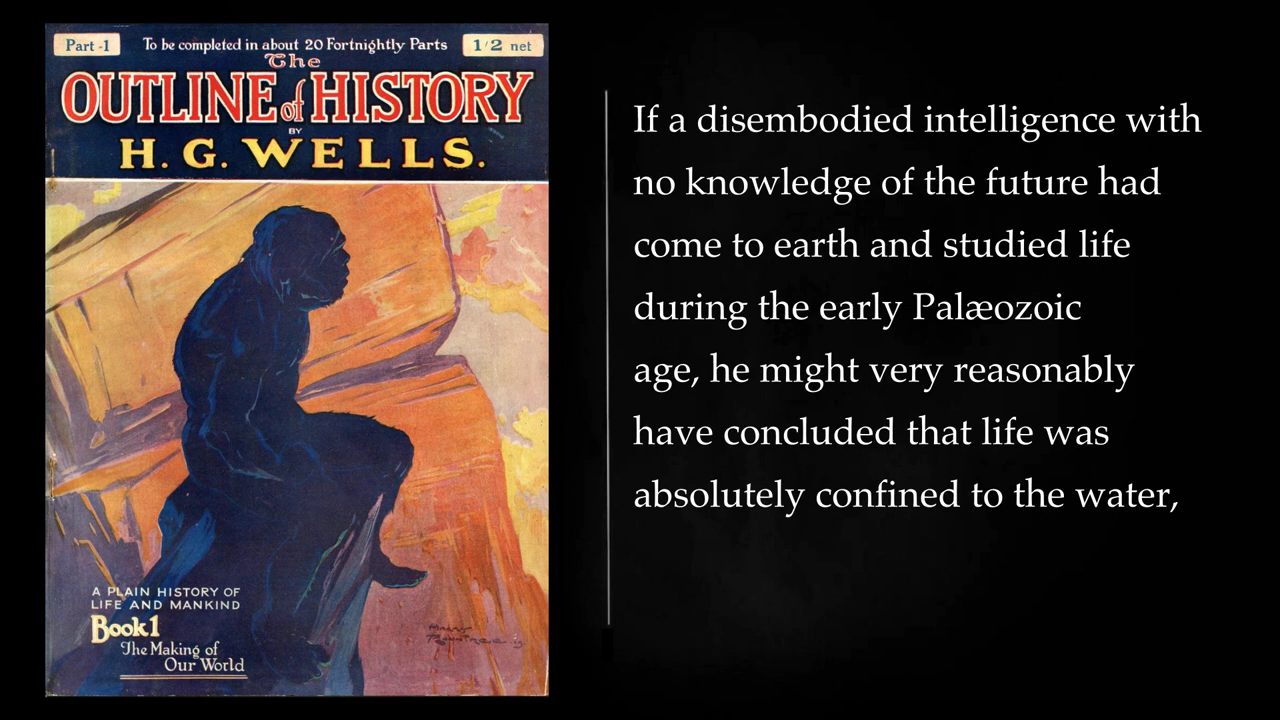 Part -1
To be completed in about 20 Fortnightly Parts
1/2 net
The
OUTLINE of HISTORY
BY
H. G. WELLS.
A PLAIN HISTORY OF
LIFE AND MANKIND
Book 1
The Making of
Our World
If a disembodied intelligence with
no knowledge of the future had
come to earth and studied life
during the early Palæozoic
age, he might very reasonably
have concluded that life was
absolutely confined to the water,